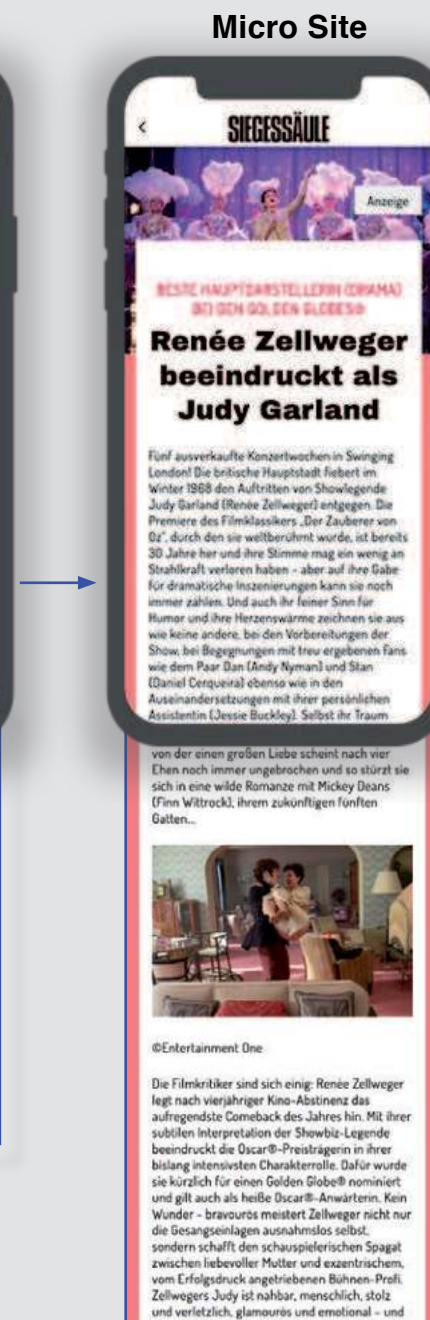 Micro Site
SIEGESSÄULE
Anzeige
BESTE HAUPTDARSTELLERIN (DRAMA)
BEI DEN GOLDEN GLOBES®
Renée Zellweger
beeindruckt als
Judy Garland
Fünf ausverkaufte Konzertwochen in Swinging
London! Die britische Hauptstadt fiebert im
Winter 1968 den Auftritten von Showlegende
Judy Garland (Renée Zellweger) entgegen. Die
Premiere des Filmklassikers „Der Zauberer von
Oz“, durch den sie weltberühmt wurde, ist bereits
30 Jahre her und ihre Stimme mag ein wenig an
Strahlkraft verloren haben – aber auf ihre Gabe
für dramatische Inszenierungen kann sie noch
immer zählen. Und auch ihr feiner Sinn für
Humor und ihre Herzenswärme zeichnen sie aus
wie keine andere, bei den Vorbereitungen der
Show, bei Begegnungen mit treu ergebenen Fans
wie dem Paar Dan (Andy Nyman) und Stan
(Daniel Cerqueira) ebenso wie in den
Auseinandersetzungen mit ihrer persönlichen
Assistentin (Jessie Buckley). Selbst ihr Traum
von der einen großen Liebe scheint nach vier
Ehen noch immer ungebrochen und so stürzt sie
sich in eine wilde Romanze mit Mickey Deans
(Finn Wittrock), ihrem zukünftigen fünften
Gatten...
©Entertainment One
Die Filmkritiker sind sich einig: Renée Zellweger
legt nach vierjähriger Kino-Abstinenz das
aufregendste Comeback des Jahres hin. Mit ihrer
subtilen Interpretation der Showbiz-Legende
beeindruckt die Oscar®-Preisträgerin in ihrer
bislang intensivsten Charakterrolle. Dafür wurde
sie kürzlich für einen Golden Globe® nominiert
und gilt auch als heiße Oscar®-Anwärterin. Kein
Wunder – bravourös meistert Zellweger nicht nur
die Gesangseinlagen ausnahmslos selbst,
sondern schafft den schauspielerischen Spagat
zwischen liebevoller Mutter und exzentrischem,
vom Erfolgsdruck angetriebenen Bühnen-Profi.
Zellwegers Judy ist nahbar, menschlich, stolz
und verletzlich, glamourös und emotional – und